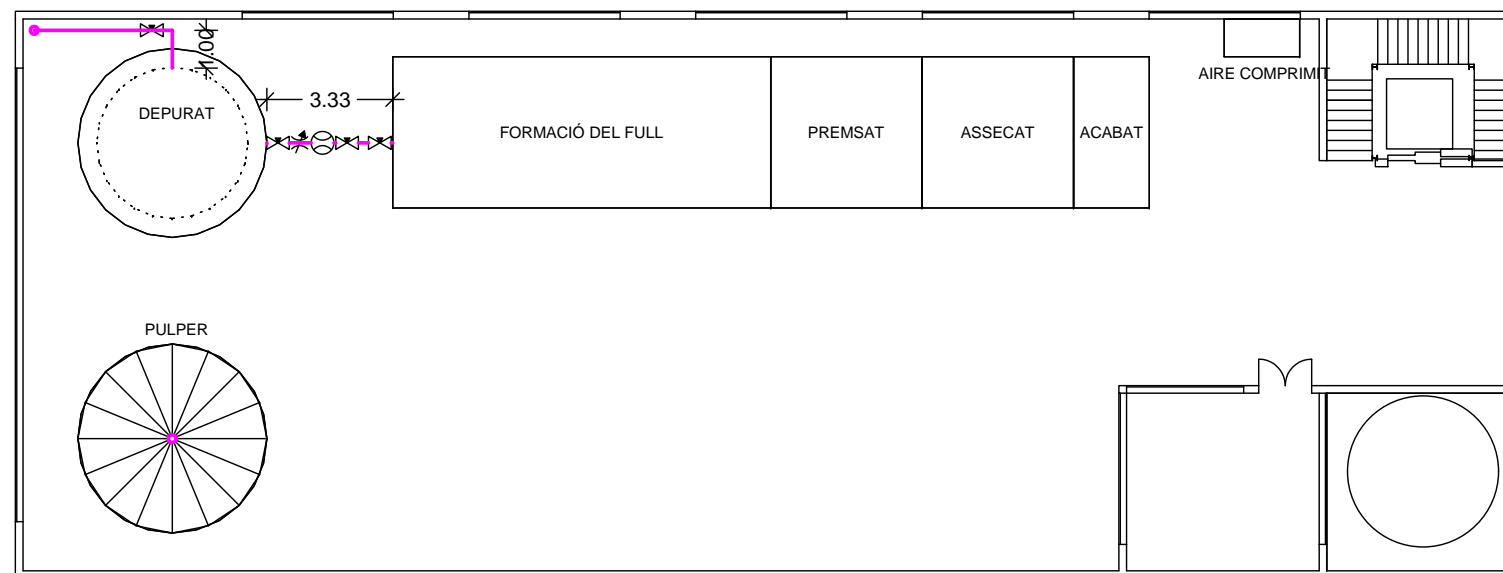 1.00
AIRE COMPRIMIT
3.33
DEPURAT
FORMACIÓ DEL FULL
PREMSAT
ASSECAT
ACABAT
PULPER